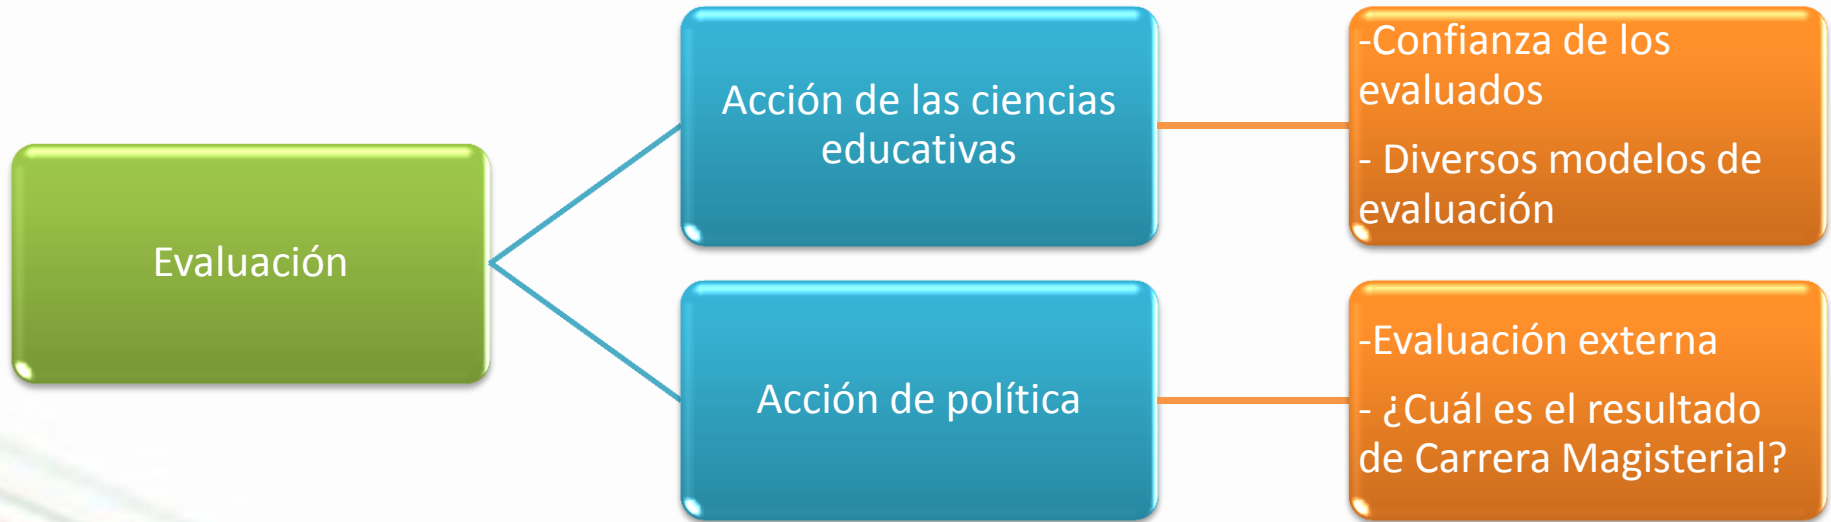 Evaluación
Acción de las ciencias
educativas
-Confianza de los
evaluados
- Diversos modelos de
evaluación
Acción de política
-Evaluación externa
- ¿Cuál es el resultado
de Carrera Magisterial?